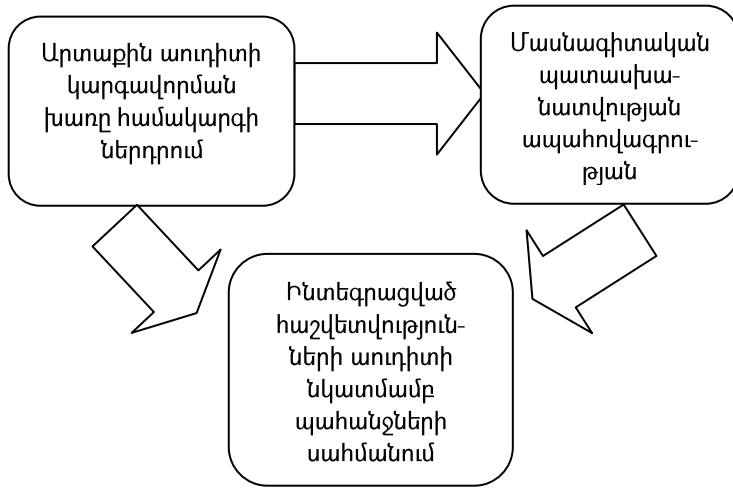 Արտաքին աուդիտի
կարգավորման
խառը համակարգի
ներդրում
Մասնագիտական
պատասխա-
նատվության
ապահովագրու-
թյան
Ինտեգրացված
հաշվետվություն-
ների աուդիտի
նկատմամբ
պահանջների
սահմանում